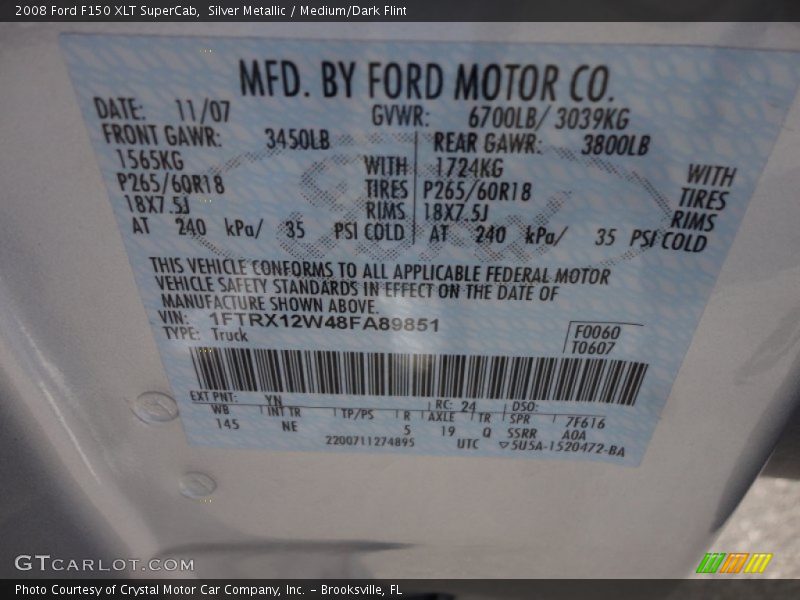 2008 Ford F150 XLT SuperCab, Silver Metallic / Medium/Dark Flint
MFD. BY FORD MOTOR CO.
DATE: 11/07 GVWR: 6700LB/ 3039KG
FRONT GAWR: 3450LB REAR GAWR: 3800LB
1565KG WITH 1724KG WITH
P265/60R18 TIRES P265/60R18 TIRES
18X7.5J RIMS 18X7.5J RIMS
AT 240 kPa/ 35 PSI COLD AT 240 kPa/ 35 PSI COLD
THIS VEHICLE CONFORMS TO ALL APPLICABLE FEDERAL MOTOR
VEHICLE SAFETY STANDARDS IN EFFECT ON THE DATE OF
MANUFACTURE SHOWN ABOVE.
VIN: 1FTRX12W48FA89851
TYPE: Truck
F0060
T0607
EXT PNT: YN RC: 24 DSO:
WB INT TR TP/PS R AXLE TR SPR 7F616
145 NE 5 19 Q SSRR A0A
2200711274895 UTC ▽5U5A-1520472-BA
GTCARLOT.COM
Photo Courtesy of Crystal Motor Car Company, Inc. – Brooksville, FL